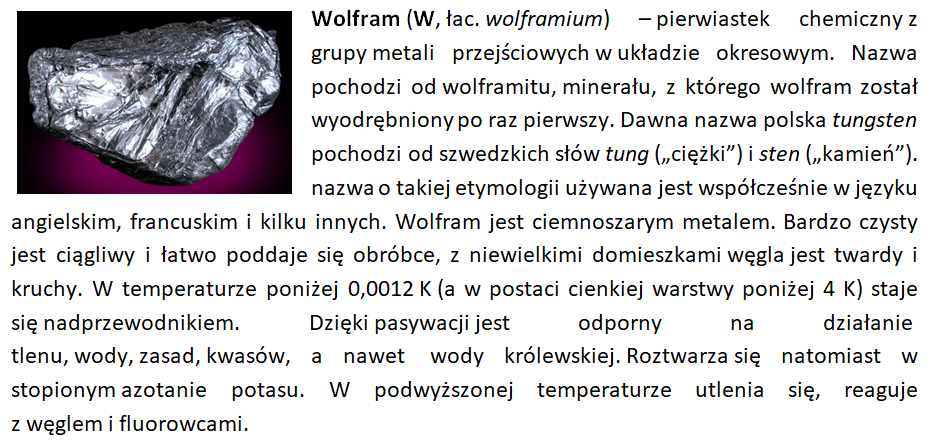 Wolfram (W, łac. wolframium) – pierwiastek chemiczny z
grupy metali przejściowych w układzie okresowym. Nazwa
pochodzi od wolframitu, minerału, z którego wolfram został
wyodrębniony po raz pierwszy. Dawna nazwa polska tungsten
pochodzi od szwedzkich słów tung („ciężki”) i sten („kamień”).
nazwa o takiej etymologii używana jest współcześnie w języku
angielskim, francuskim i kilku innych. Wolfram jest ciemnoszarym metalem. Bardzo czysty
jest ciągliwy i łatwo poddaje się obróbce, z niewielkimi domieszkami węgla jest twardy i
kruchy. W temperaturze poniżej 0,0012 K (a w postaci cienkiej warstwy poniżej 4 K) staje
się nadprzewodnikiem. Dzięki pasywacji jest odporny na działanie
tlenu, wody, zasad, kwasów, a nawet wody królewskiej. Roztwarza się natomiast w
stopionym azotanie potasu. W podwyższonej temperaturze utlenia się, reaguje
z węglem i fluorowcami.